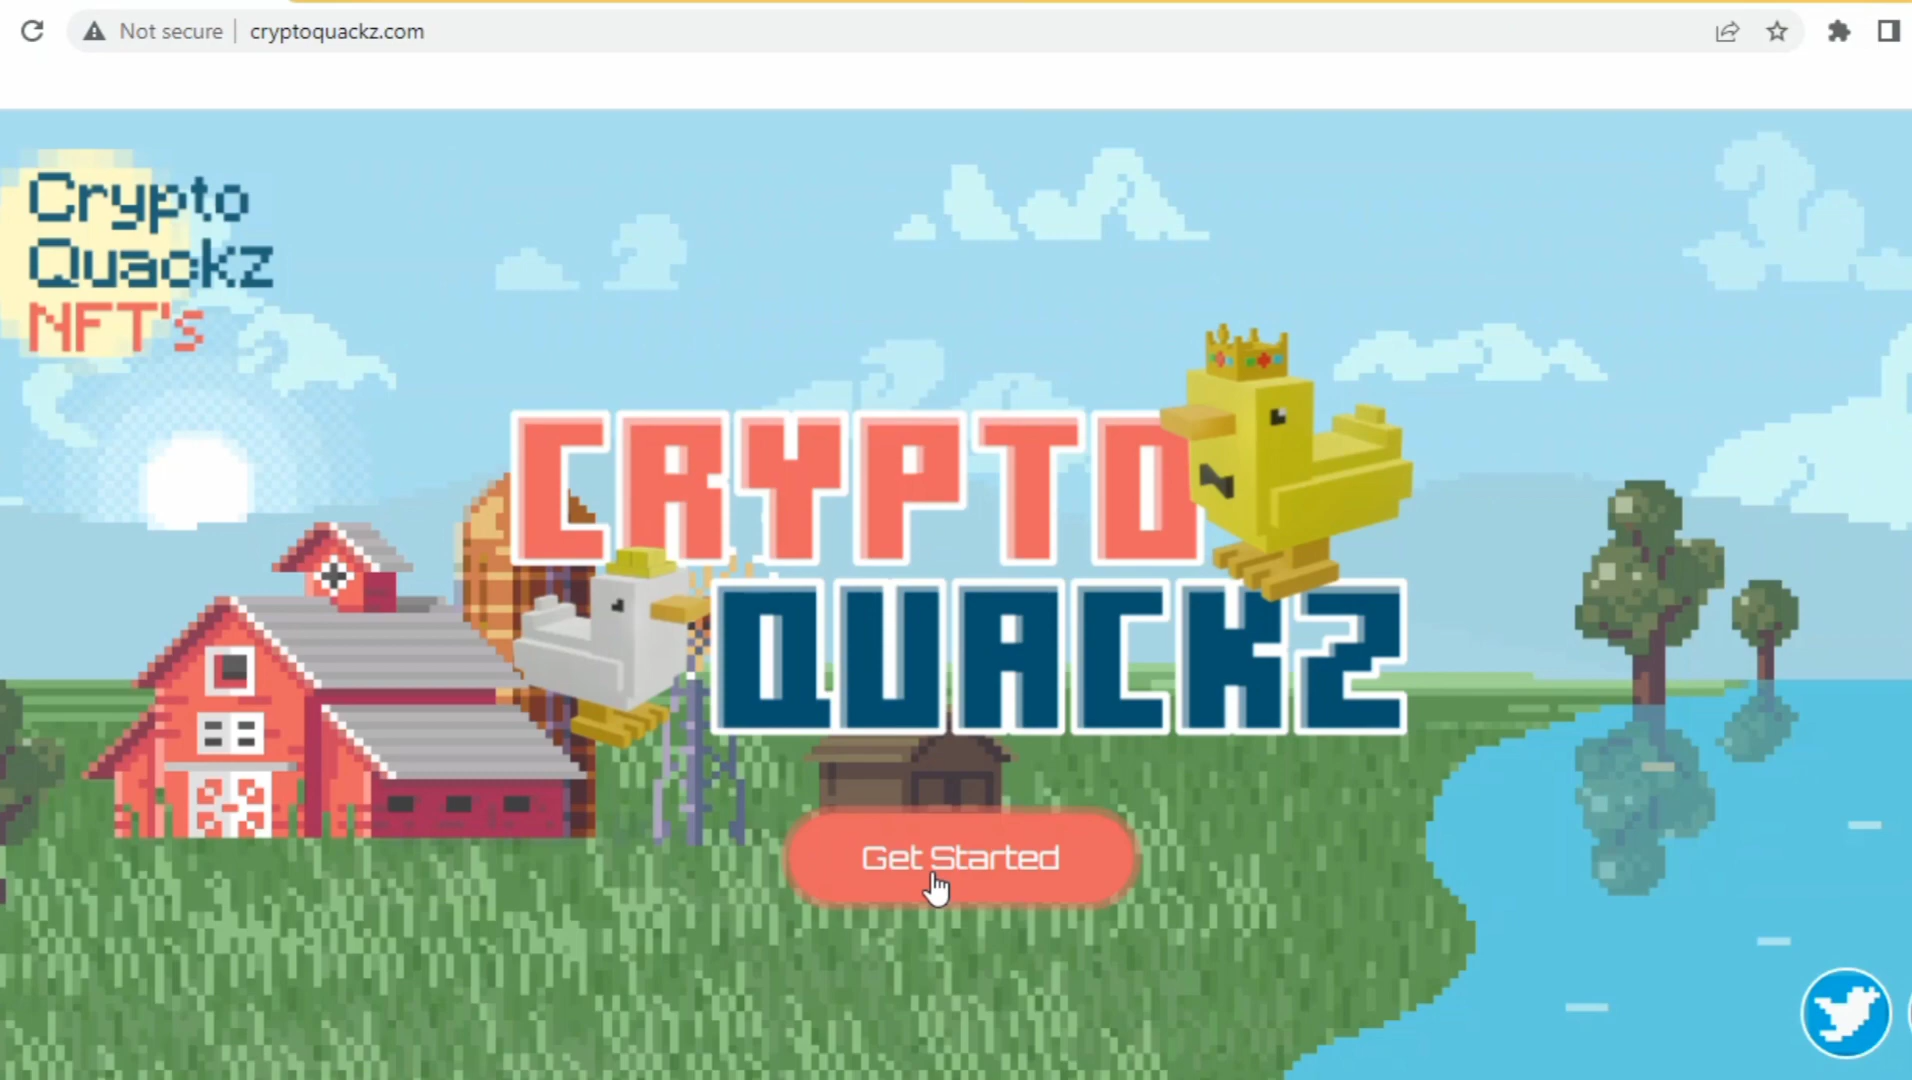 Not secure
cryptoquackz.com
Crypto
Quackz
NFT's
CRYPTO
QUACKZ
Get Started